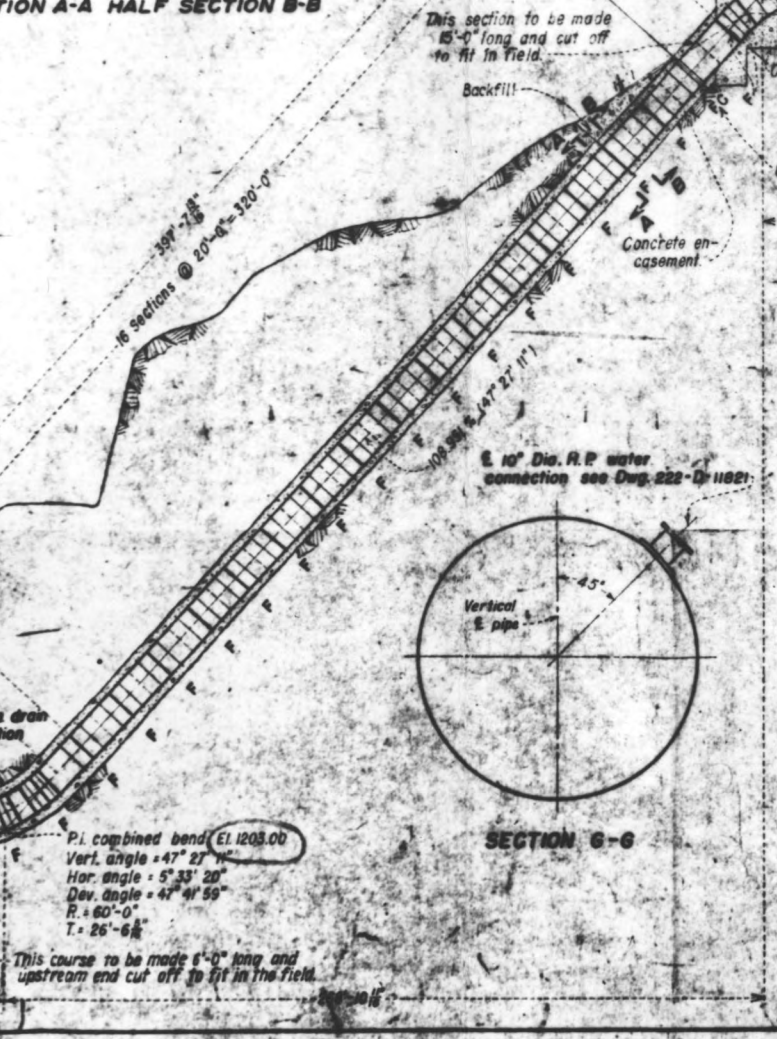 TION A-A HALF SECTION B-B
This section to be made
15'-0" long and cut off
to fit in field.
Backfill
B
A
F
F
F
C
A
F
F
B
A
F
Concrete en-
casement.
16 Sections @ 20'-0" = 320'-0"
F
F
F
F
(47° 27' 11")
F
F
℄ 10" Dia. H.P. water
connection see Dwg. 222-D-11821
F
F
45°
Vertical
℄ pipe
F
F
F
drain
F
F
F
F
SECTION G-G
P.I. combined bend El. 1203.00
Vert. angle = 47° 27' 11"
Hor. angle = 5° 33' 20"
Dev. angle = 47° 41' 59"
R. = 60'-0"
T. = 26'-6
This course to be made 6'-0" long and
upstream end cut off to fit in the field.